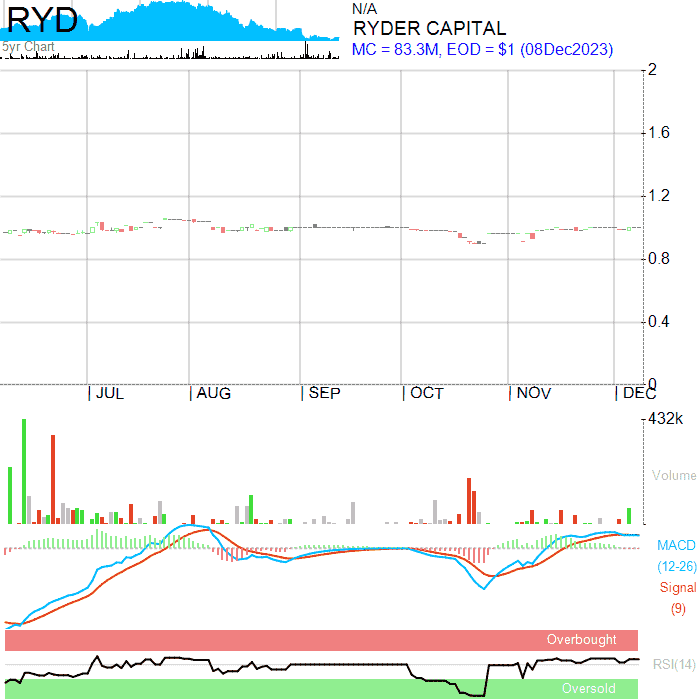 RYD
5yr Chart
N/A
RYDER CAPITAL
MC = 83.3M, EOD = $1 (08Dec2023)
2
1.6
1.2
0.8
0.4
0
JUL AUG SEP OCT NOV DEC
432k
Volume
MACD
(12-26)
Signal
(9)
Overbought
RSI(14)
Oversold